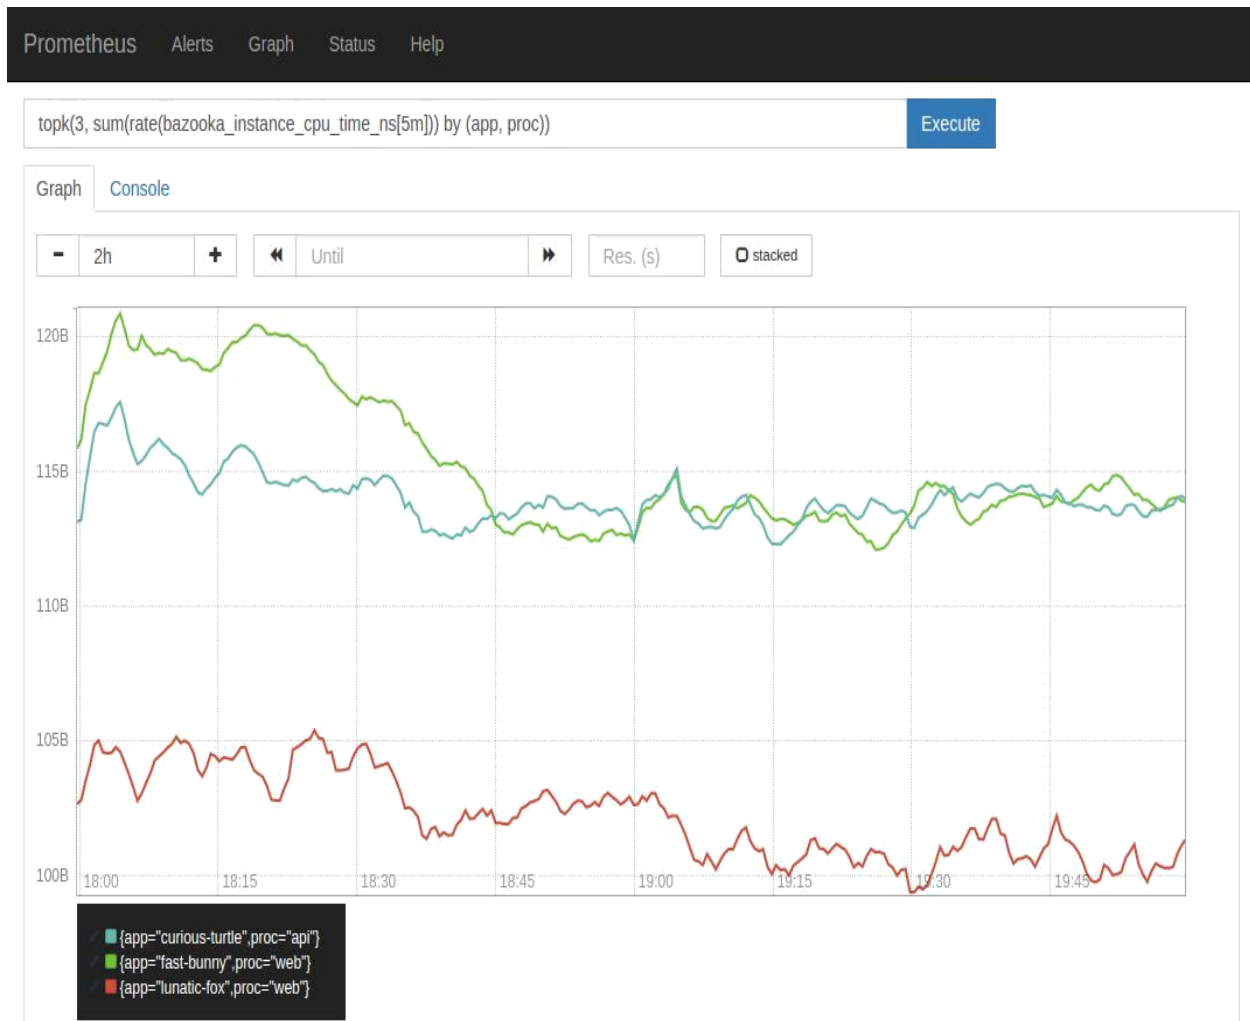 Prometheus Alerts Graph Status Help
topk(3, sum(rate(bazooka_instance_cpu_time_ns[5m])) by (app, proc))
Execute
Graph Console
2h Until Res. (s) stacked
120B
115B
110B
105B
100B
18:00 18:15 18:30 18:45 19:00 19:15 19:30 19:45
{app="curious-turtle",proc="api"}
{app="fast-bunny",proc="web"}
{app="lunatic-fox",proc="web"}